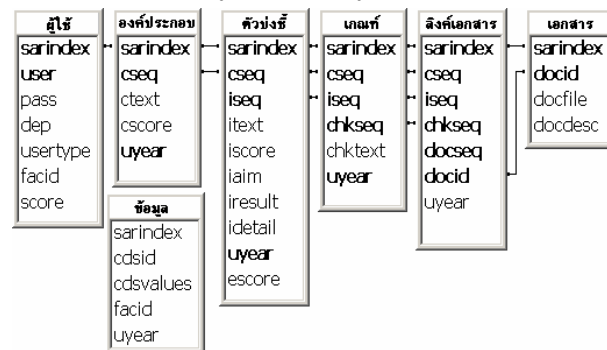 ผู้ใช้
sarindex
user
pass
dep
usertype
facid
score
องค์ประกอบ
sarindex
cseq
ctext
cscore
uyear
ตัวบ่งชี้
sarindex
cseq
iseq
itext
iscore
iaim
iresult
idetail
uyear
escore
เกณฑ์
sarindex
cseq
iseq
chkseq
chktext
uyear
ลิงค์เอกสาร
sarindex
cseq
iseq
chkseq
docseq
docid
uyear
เอกสาร
sarindex
docid
docfile
docdesc
ข้อมูล
sarindex
cdsid
cdsvalues
facid
uyear